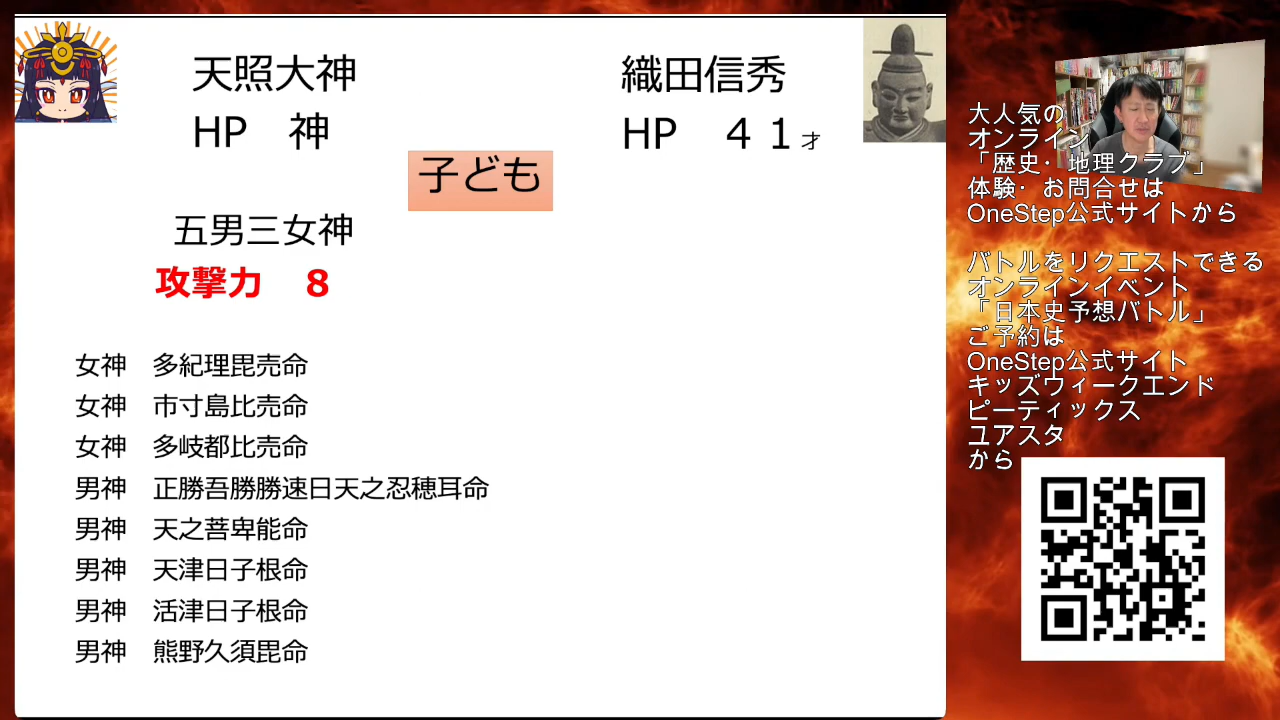 天照大神
HP 神
織田信秀
HP 41才
子ども
五男三女神
攻撃力 8
女神 多紀理毘売命
女神 市寸島比売命
女神 多岐都比売命
男神 正勝吾勝勝速日天之忍穂耳命
男神 天之菩卑能命
男神 天津日子根命
男神 活津日子根命
男神 熊野久須毘命
大人気の
オンライン
「歴史・地理クラブ」
体験・お問合せは
OneStep公式サイトから
バトルをリクエストできる
オンラインイベント
「日本史予想バトル」
ご予約は
OneStep公式サイト
キッズウィークエンド
ピーティックス
ユアスタ
から